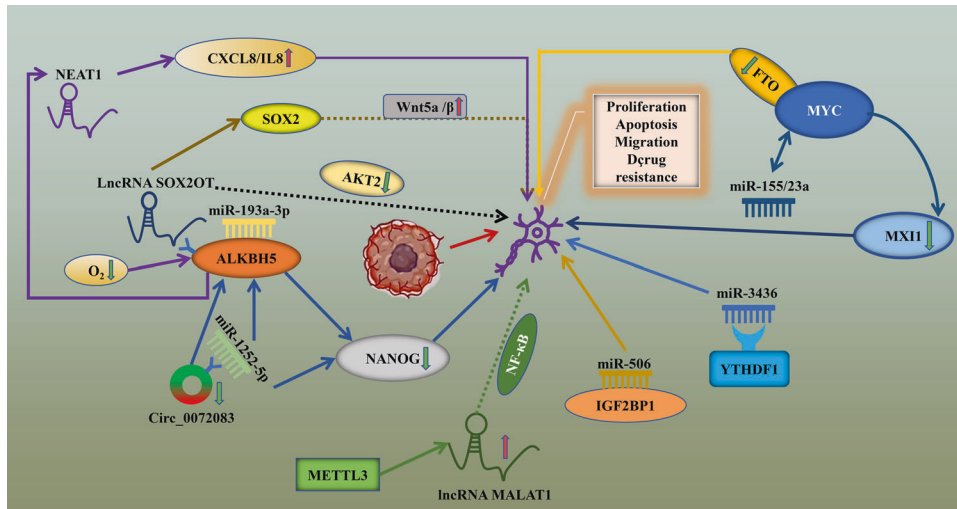 NEAT1
CXCL8/IL8
SOX2
Wnt5a /β
LncRNA SOX2OT
AKT2
miR-193a-3p
ALKBH5
O2
miR-1252-5p
Circ_0072083
NANOG
METTL3
lncRNA MALAT1
NF-κB
Proliferation
Apoptosis
Migration
Dçrug
resistance
FTO
MYC
miR-155/23a
MXI1
miR-3436
YTHDF1
miR-506
IGF2BP1